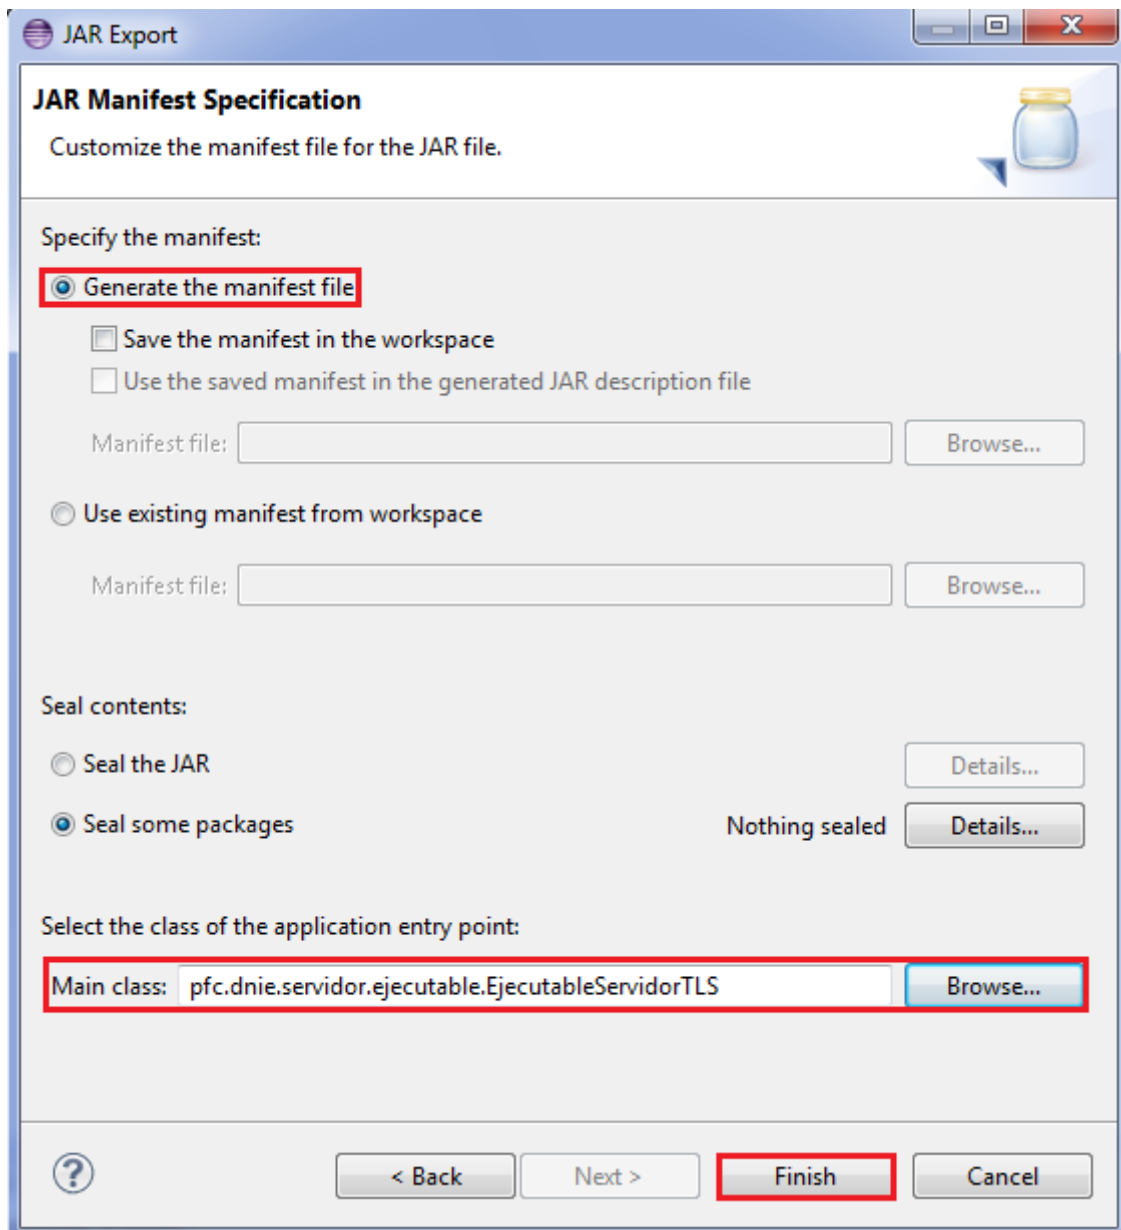 JAR Export
JAR Manifest Specification
Customize the manifest file for the JAR file.
Specify the manifest:
Generate the manifest file
Save the manifest in the workspace
Use the saved manifest in the generated JAR description file
Manifest file: Browse...
Use existing manifest from workspace
Manifest file: Browse...
Seal contents:
Seal the JAR Details...
Seal some packages Nothing sealed Details...
Select the class of the application entry point:
Main class: pfc.dnie.servidor.ejecutable.EjecutableServidorTLS Browse...
? < Back Next > Finish Cancel